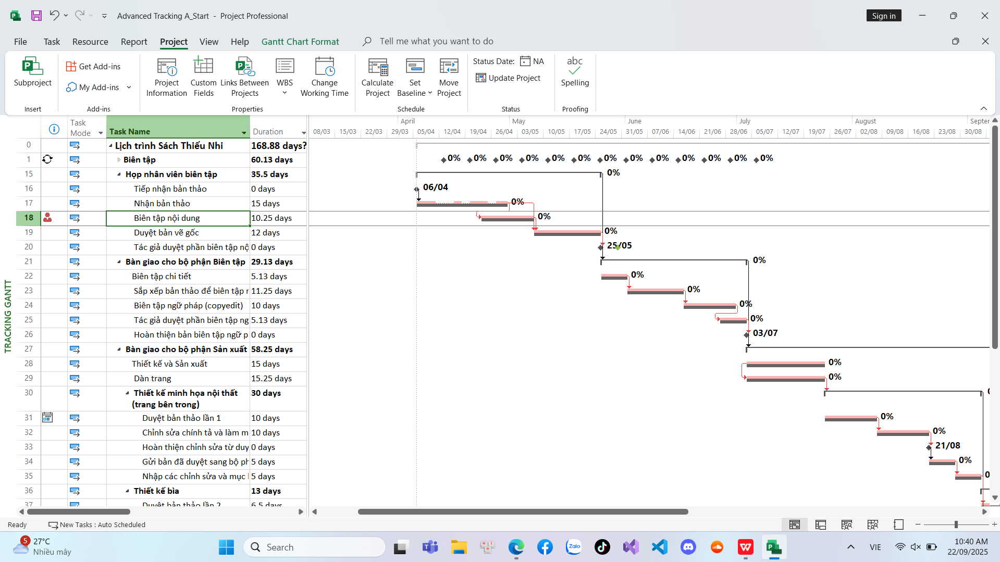 Advanced Tracking A_Start - Project Professional
Sign in
File Task Resource Report Project View Help Gantt Chart Format Tell me what you want to do
Subproject
Insert
Get Add-ins
My Add-ins
Add-ins
Project Information
Custom Fields
Links Between Projects
WBS
Change Working Time
Properties
Calculate Project
Set Baseline
Move Project
Schedule
Status Date: NA
Update Project
Status
abc
Spelling
Proofing
Task Mode Task Name Duration
April May June July August
08/03 15/03 22/03 29/03 05/04 12/04 19/04 26/04 03/05 10/05 17/05 24/05 31/05 07/06 14/06 21/06 28/06 05/07 12/07 19/07 26/07 02/08 09/08 16/08 23/08 30/08
0 Lịch trình Sách Thiếu Nhi 168.88 days?
1 Biên tập 60.13 days 0% 0% 0% 0% 0% 0% 0% 0% 0% 0% 0% 0% 0%
15 Họp nhân viên biên tập 35.5 days 0%
16 Tiếp nhận bản thảo 0 days 06/04
17 Nhận bản thảo 15 days 0%
18 Biên tập nội dung 10.25 days 0%
19 Duyệt bản vẽ gốc 12 days 0%
20 Tác giả duyệt phần biên tập nộ 0 days 25/05
21 Bàn giao cho bộ phận Biên tập 29.13 days 0%
22 Biên tập chi tiết 5.13 days 0%
23 Sắp xếp bản thảo để biên tập 11.25 days 0%
24 Biên tập ngữ pháp (copyedit) 10 days 0%
25 Tác giả duyệt phần biên tập ng 5.13 days 0%
26 Hoàn thiện bản biên tập ngữ p 0 days 03/07
27 Bàn giao cho bộ phận Sản xuất 58.25 days
28 Thiết kế và Sản xuất 15 days 0%
29 Dàn trang 15.25 days 0%
30 Thiết kế minh họa nội thất 30 days
(trang bên trong)
31 Duyệt bản thảo lần 1 10 days 0%
32 Chỉnh sửa chính tả và làm m 10 days 0%
33 Hoàn thiện chỉnh sửa từ duy 0 days 21/08
34 Gửi bản đã duyệt sang bộ ph 5 days 0%
35 Nhập các chỉnh sửa và mục 5 days
36 Thiết kế bìa 13 days
37 Duyệt bản thảo lần 2 6.5 days
TRACKING GANTT
Ready New Tasks : Auto Scheduled
5 27°C
Nhiều mây
Search
Zalo
VIE
10:40 AM
22/09/2025